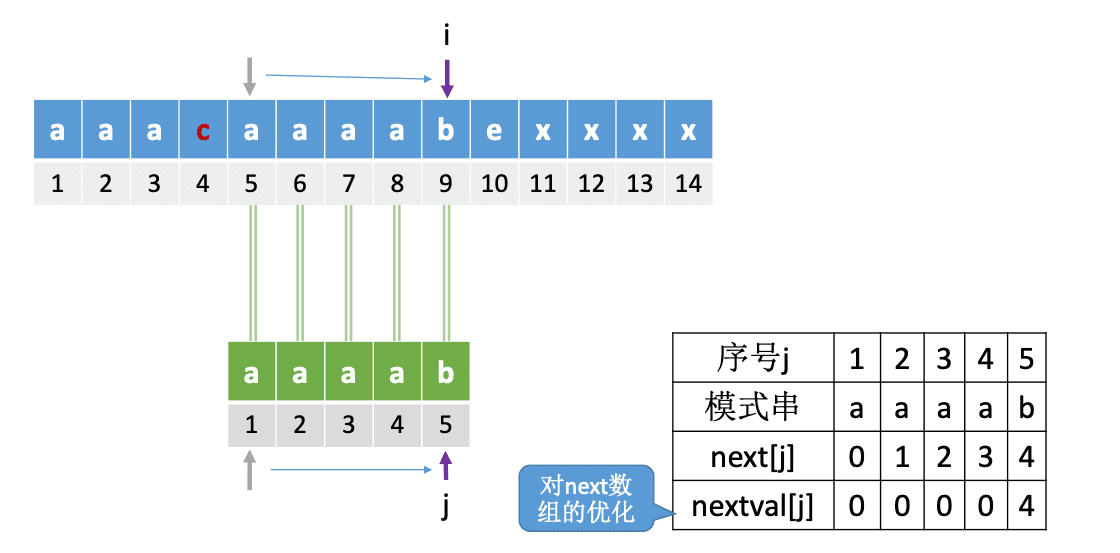 i
a a a c a a a a b e x x x x
1 2 3 4 5 6 7 8 9 10 11 12 13 14
a a a a b
1 2 3 4 5
j
序号j 1 2 3 4 5
模式串 a a a a b
next[j] 0 1 2 3 4
nextval[j] 0 0 0 0 4
对next数
组的优化